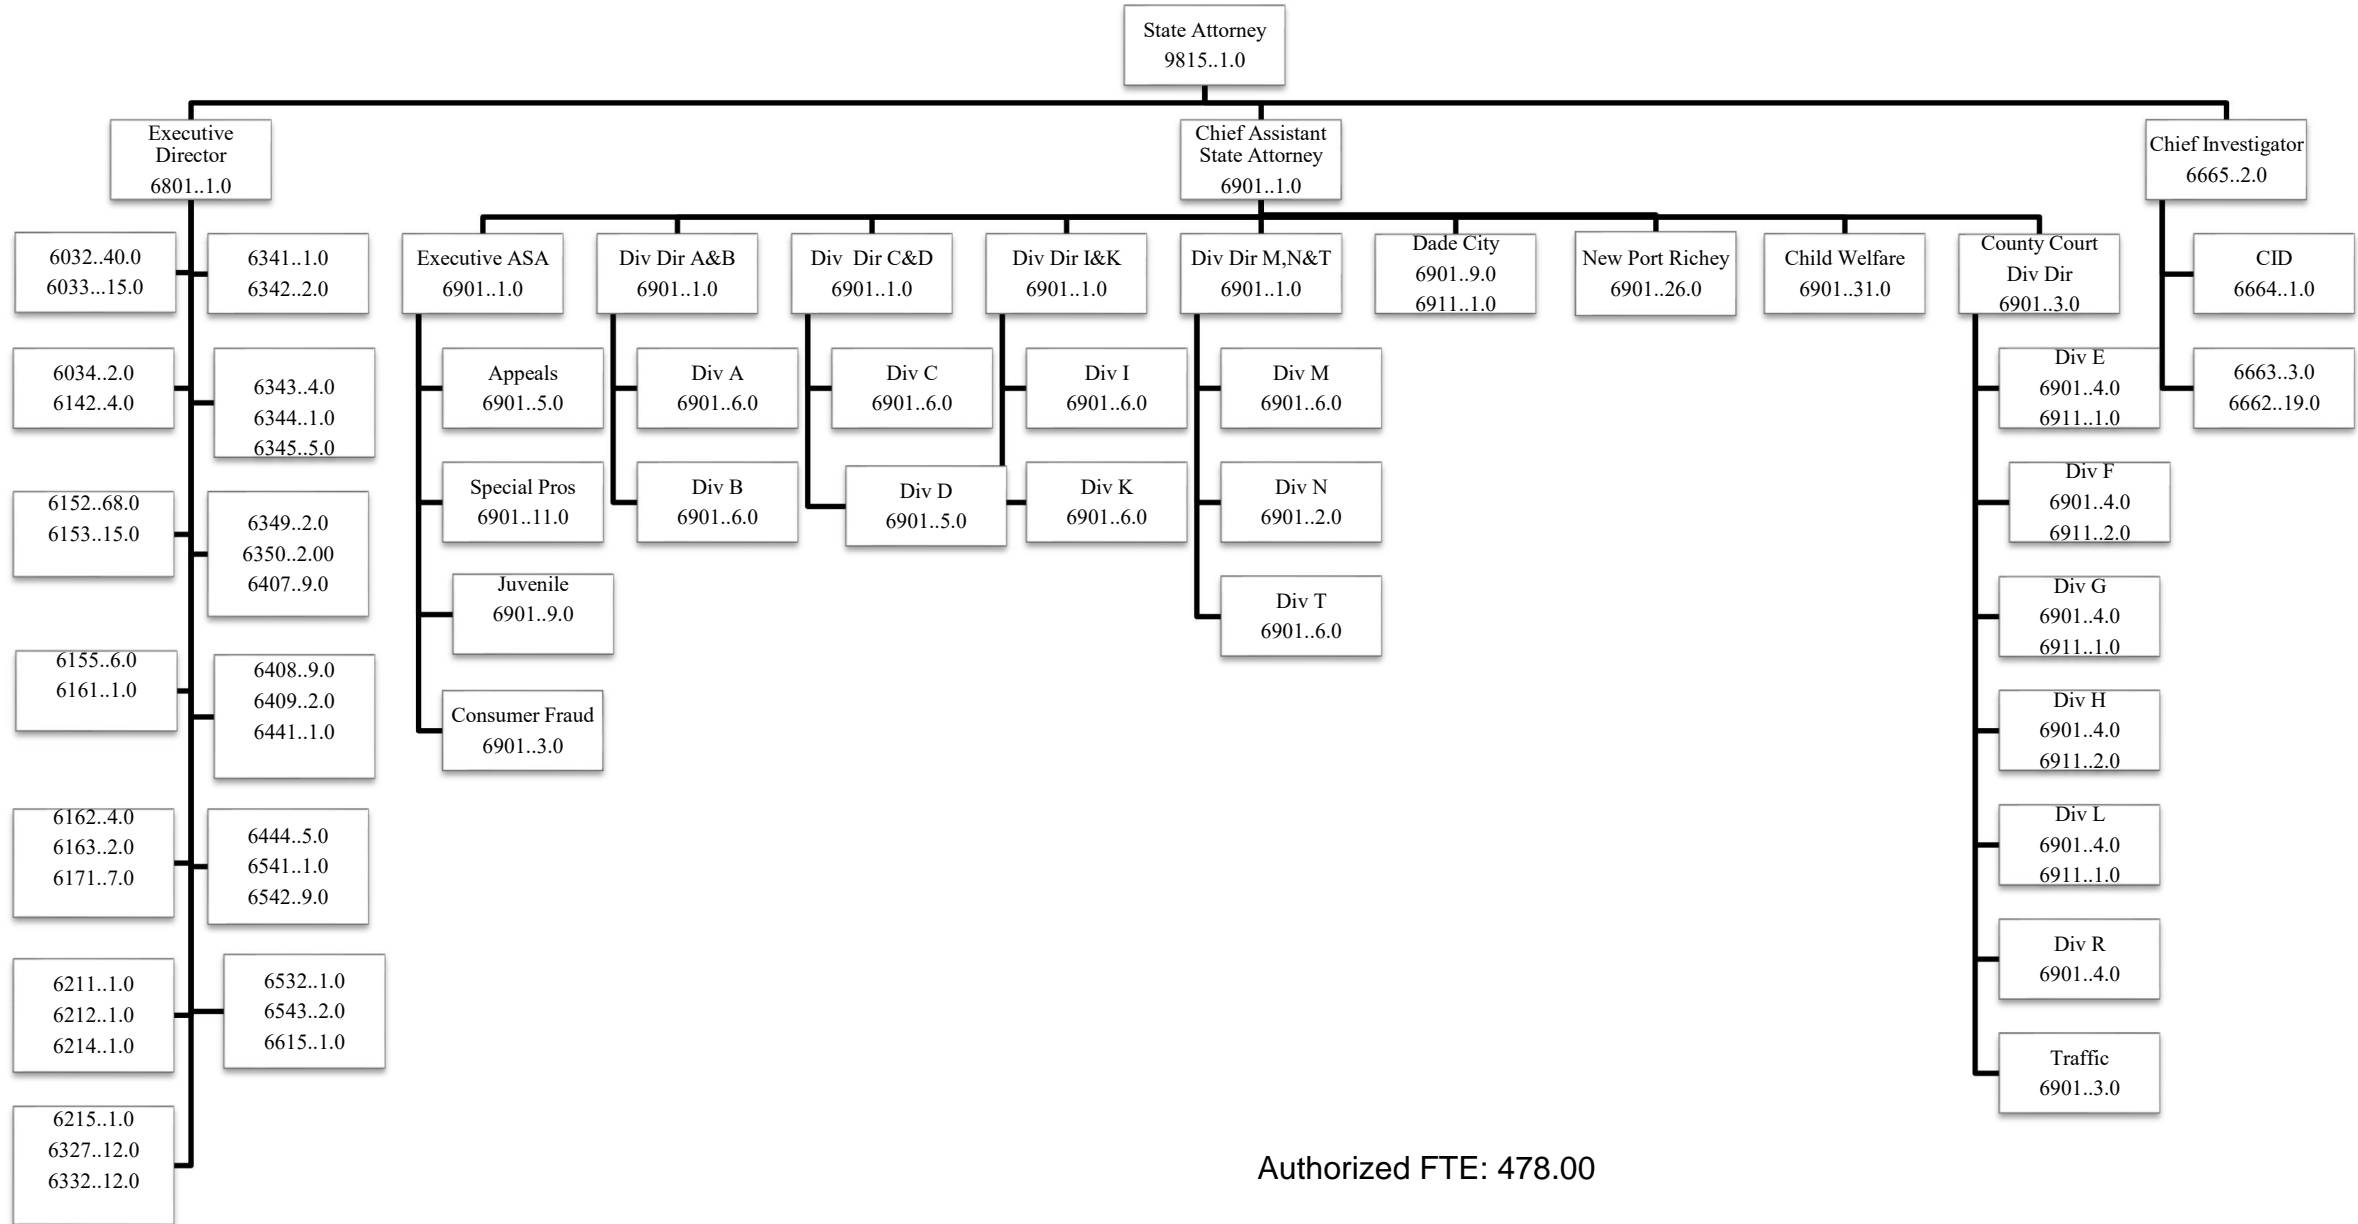 State Attorney
9815..1.0
Executive
Director
6801..1.0
Chief Assistant
State Attorney
6901..1.0
Chief Investigator
6665..2.0
6032..40.0
6033...15.0
6341..1.0
6342..2.0
6034..2.0
6142..4.0
6343..4.0
6344..1.0
6345..5.0
6152..68.0
6153..15.0
6349..2.0
6350..2.00
6407..9.0
6155..6.0
6161..1.0
6408..9.0
6409..2.0
6441..1.0
6162..4.0
6163..2.0
6171..7.0
6444..5.0
6541..1.0
6542..9.0
6211..1.0
6212..1.0
6214..1.0
6532..1.0
6543..2.0
6615..1.0
6215..1.0
6327..12.0
6332..12.0
Executive ASA
6901..1.0
Appeals
6901..5.0
Special Pros
6901..11.0
Juvenile
6901..9.0
Consumer Fraud
6901..3.0
Div Dir A&B
6901..1.0
Div A
6901..6.0
Div B
6901..6.0
Div  Dir C&D
6901..1.0
Div C
6901..6.0
Div D
6901..5.0
Div Dir I&K
6901..1.0
Div I
6901..6.0
Div K
6901..6.0
Div Dir M,N&T
6901..1.0
Div M
6901..6.0
Div N
6901..2.0
Div T
6901..6.0
Dade City
6901..9.0
6911..1.0
New Port Richey
6901..26.0
Child Welfare
6901..31.0
County Court
Div Dir
6901..3.0
Div E
6901..4.0
6911..1.0
Div F
6901..4.0
6911..2.0
Div G
6901..4.0
6911..1.0
Div H
6901..4.0
6911..2.0
Div L
6901..4.0
6911..1.0
Div R
6901..4.0
Traffic
6901..3.0
CID
6664..1.0
6663..3.0
6662..19.0
Authorized FTE: 478.00